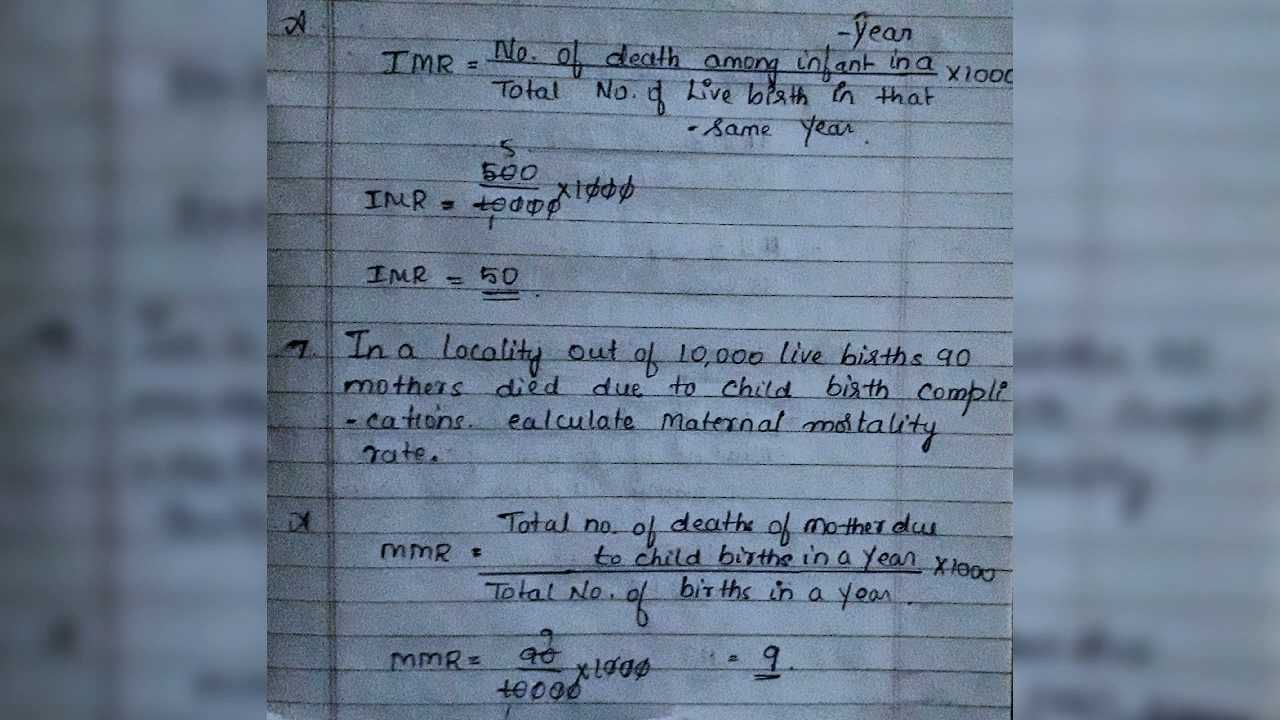 A
-Year
IMR = No. of death among infant in a x1000
Total No. of Live birth in that
- same year.
5
IMR = 500 x1000
10000
1
IMR = 50.
7. In a locality out of 10,000 live births 90
mothers died due to child birth compli
-cations. calculate Maternal mortality
rate.
A
Total no. of deaths of mother due
MMR = to child births in a year x1000
Total No. of births in a year.
9
MMR = 90 x1000 = 9.
10000
1